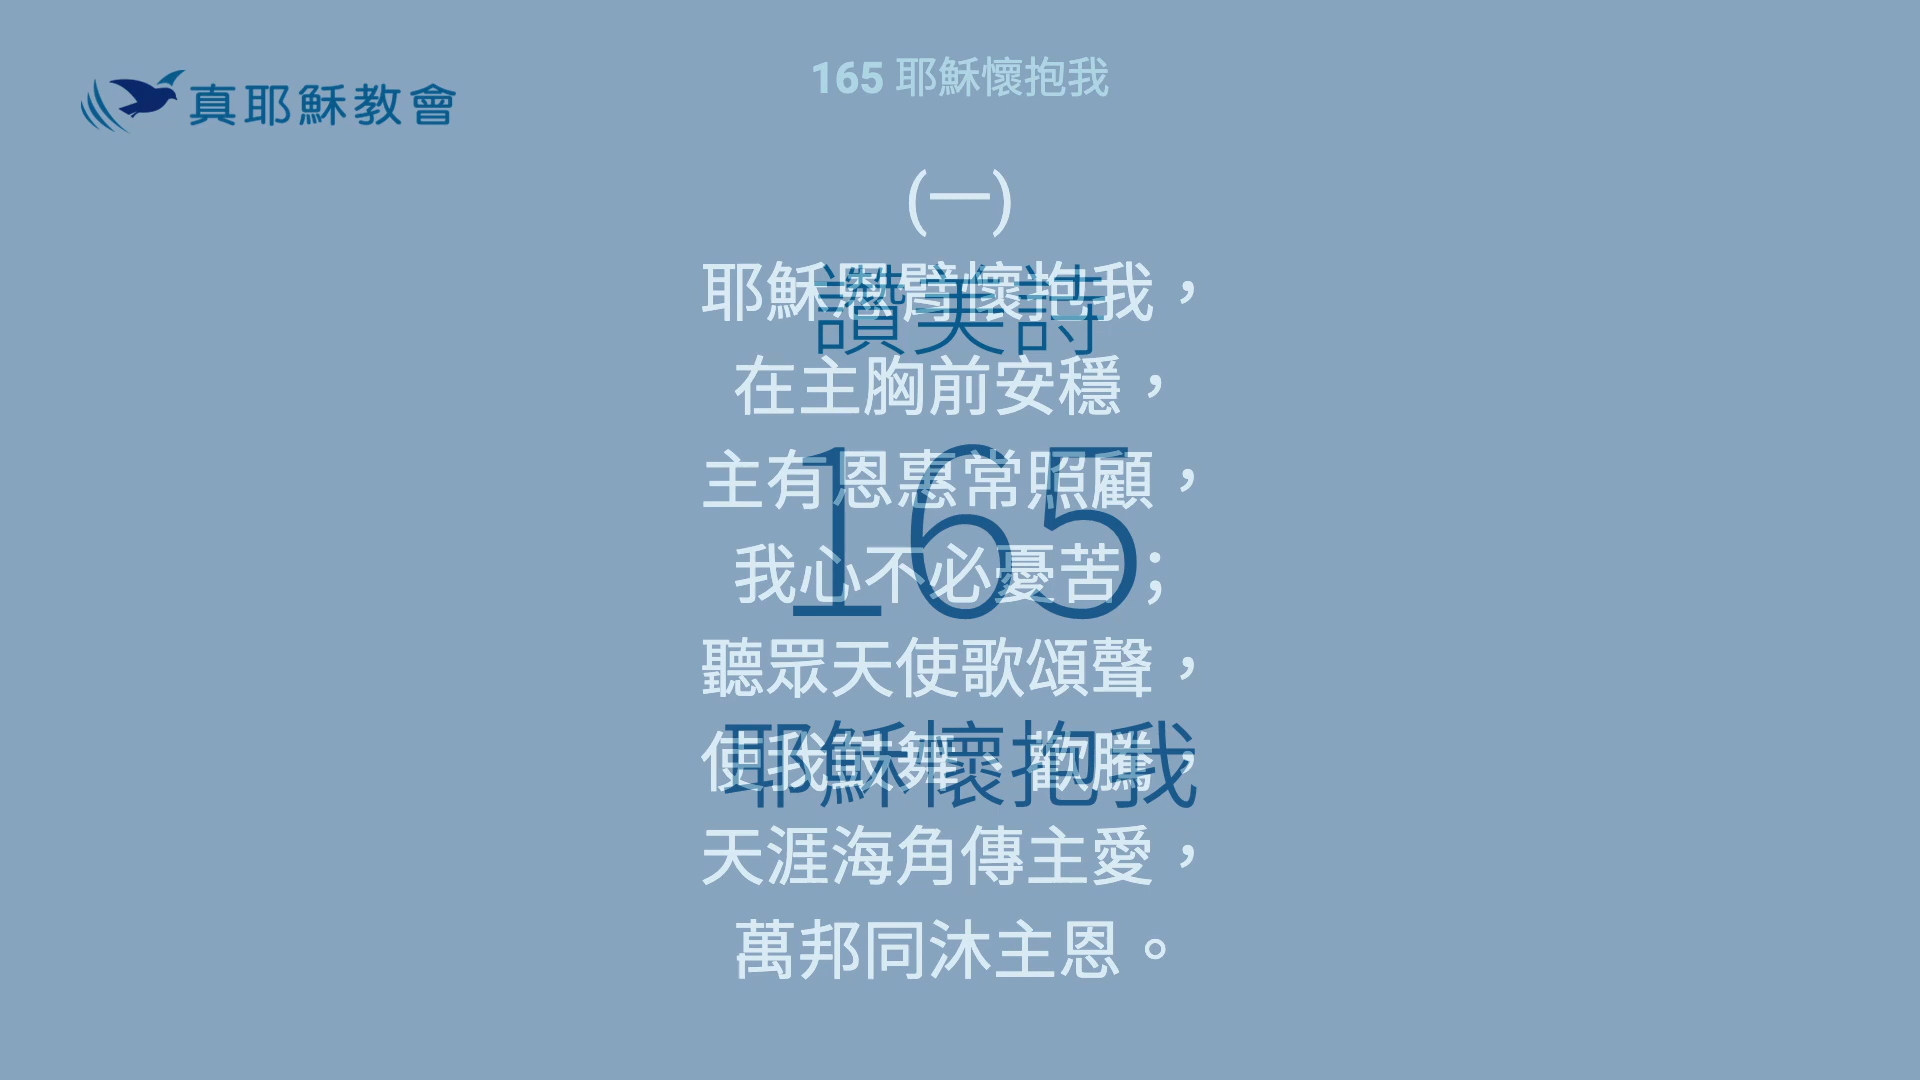 真耶穌教會
165 耶穌懷抱我
(一)
耶穌恩臂懷抱我，
讚美詩
在主胸前安穩，
主有恩惠常照顧，
165
我心不必憂苦；
聽眾天使歌頌聲，
使我鼓舞、歡騰，
耶穌懷抱我
天涯海角傳主愛，
萬邦同沐主恩。